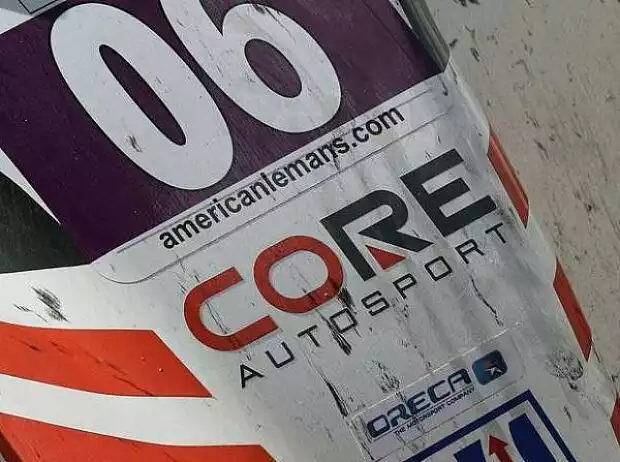 06
americanlemans.com
CORE
AUTOSPORT
ORECA
THE MOTORSPORT COMPANY